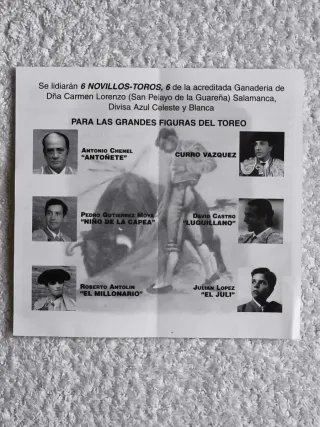 Se lidiarán 6 NOVILLOS-TOROS, 6 de la acreditada Ganaderia de
Dña Carmen Lorenzo (San Pelayo de la Guareña) Salamanca,
Divisa Azul Celeste y Blanca
PARA LAS GRANDES FIGURAS DEL TOREO
ANTONIO CHENEL
"ANTOÑETE"
CURRO VAZQUEZ
PEDRO GUTIERREZ MOYA
"NIÑO DE LA CAPEA"
DAVID CASTRO
"LUGUILLANO"
ROBERTO ANTOLIN
"EL MILLONARIO"
JULIAN LOPEZ
"EL JULI"